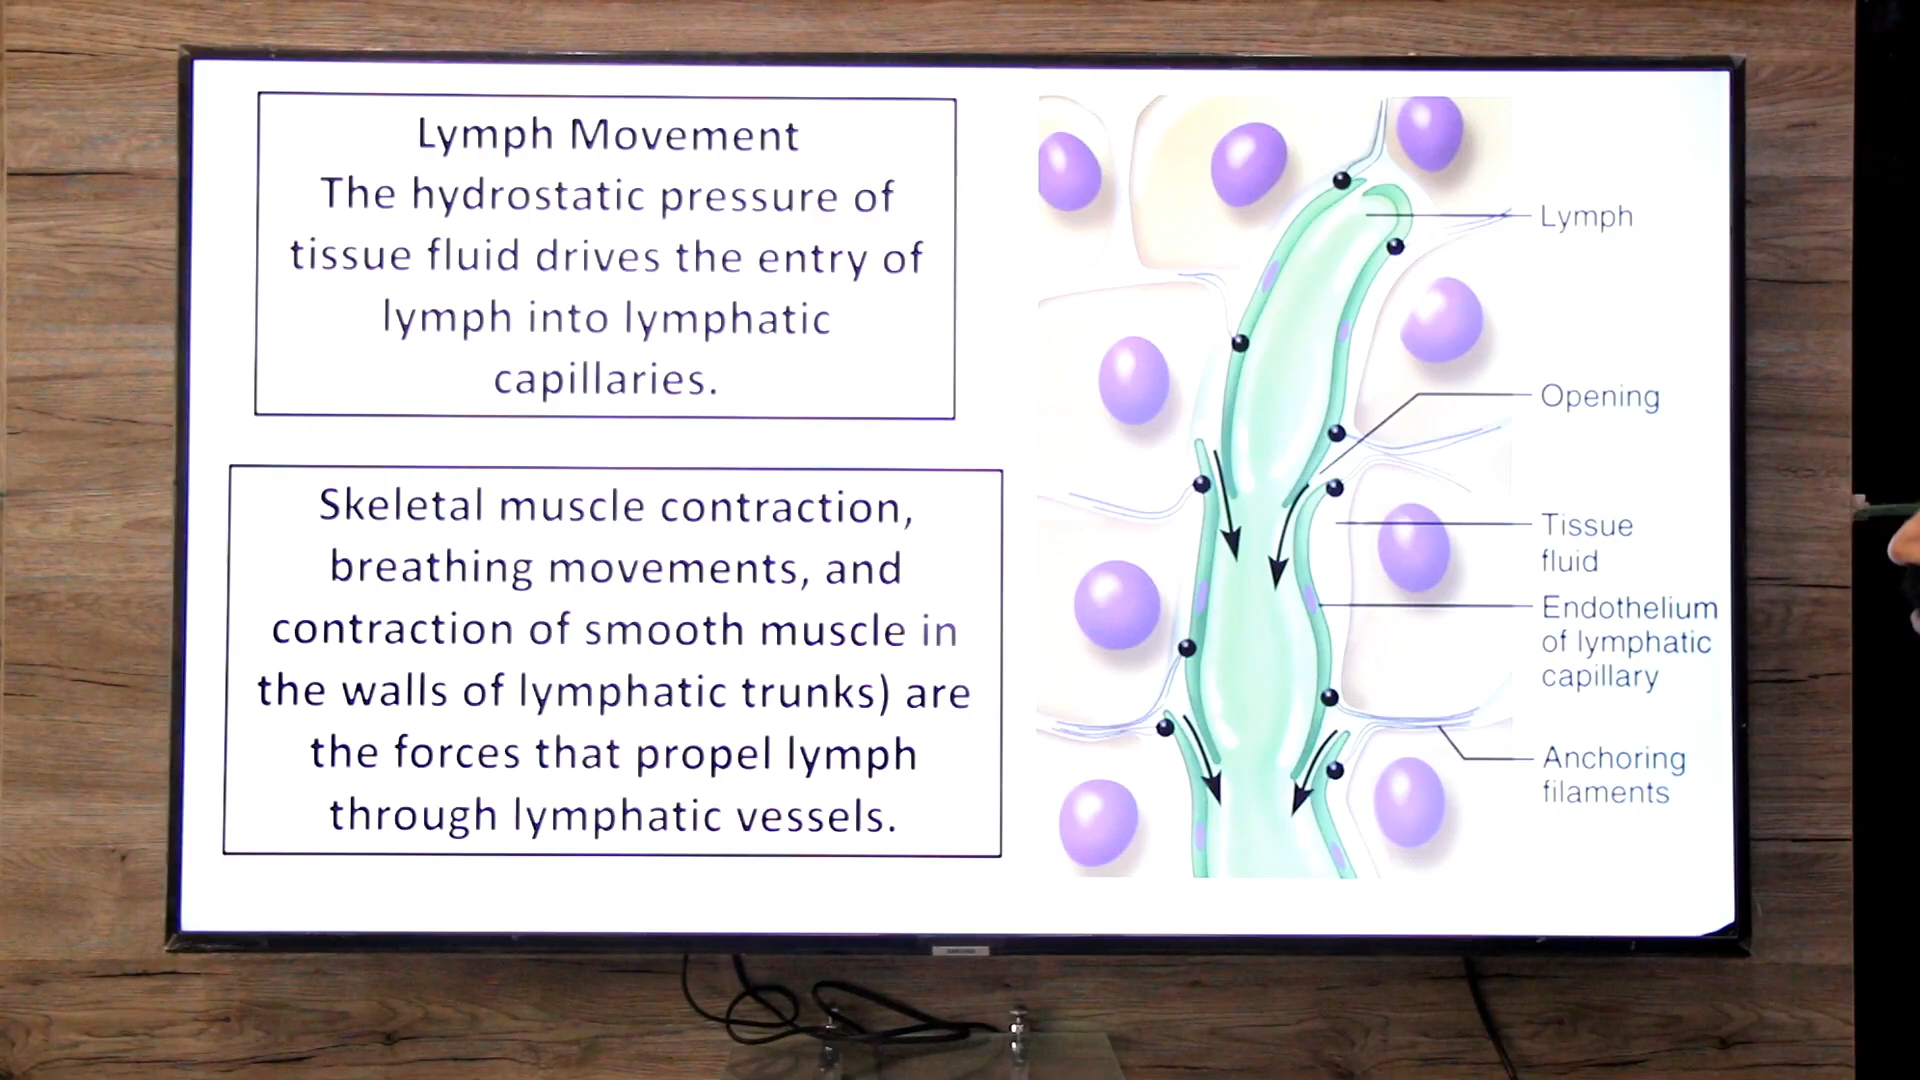 Lymph Movement
The hydrostatic pressure of
tissue fluid drives the entry of
lymph into lymphatic
capillaries.
Skeletal muscle contraction,
breathing movements, and
contraction of smooth muscle in
the walls of lymphatic trunks) are
the forces that propel lymph
through lymphatic vessels.
Lymph
Opening
Tissue
fluid
Endothelium
of lymphatic
capillary
Anchoring
filaments